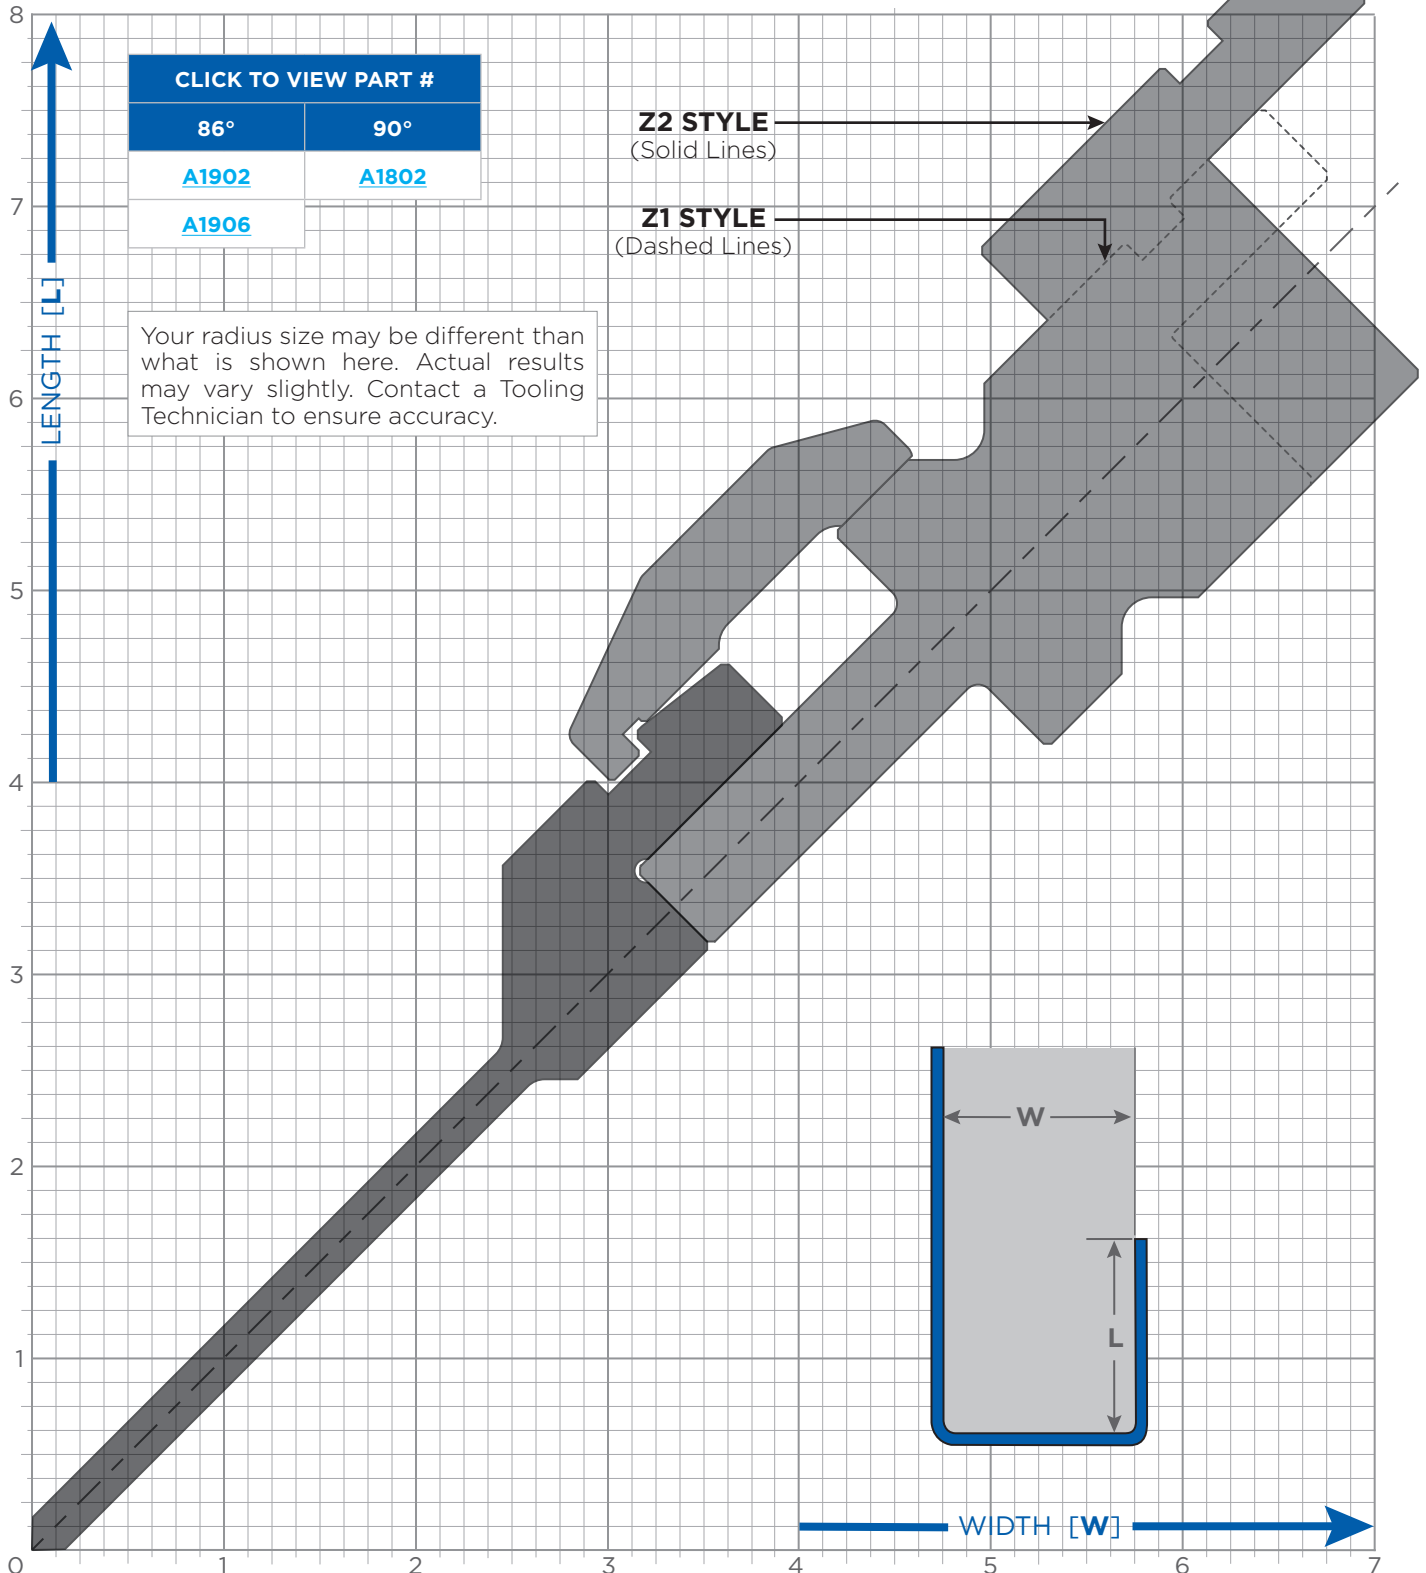 8
7
6
5
4
3
2
1
0
1
2
3
4
5
6
7
LENGTH [L]
CLICK TO VIEW PART #
86° 90°
A1902 A1802
A1906
Your radius size may be different than
what is shown here. Actual results
may vary slightly. Contact a Tooling
Technician to ensure accuracy.
Z2 STYLE
(Solid Lines)
Z1 STYLE
(Dashed Lines)
W
L
WIDTH [W]